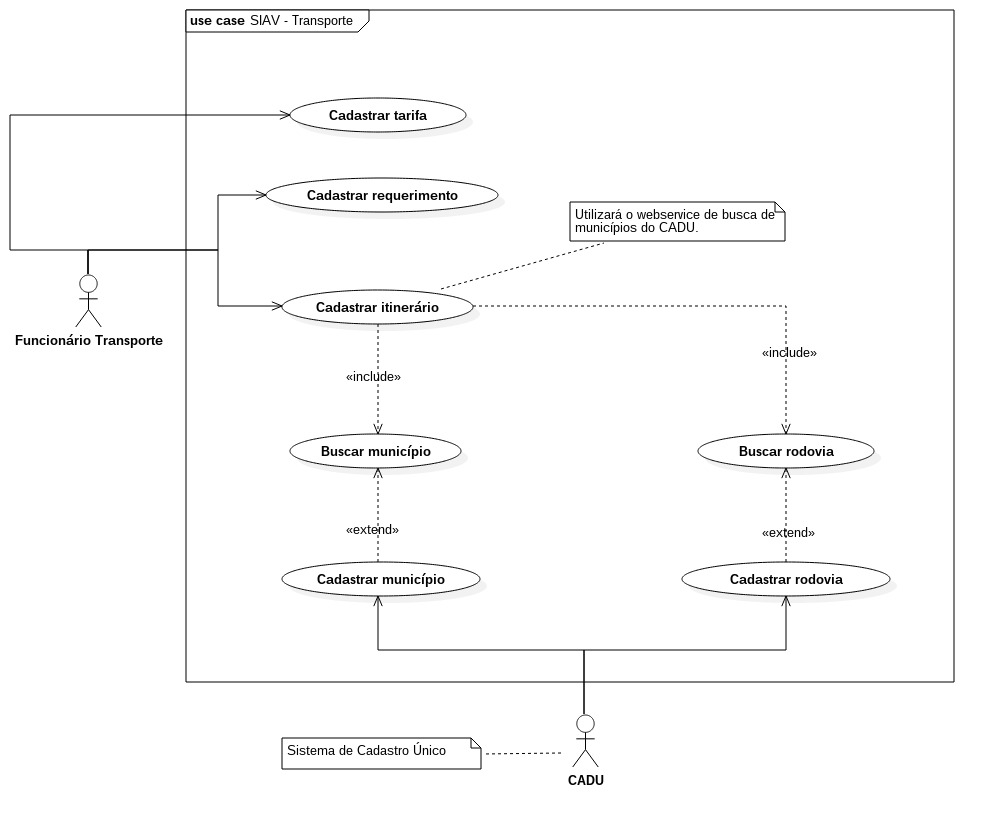 use case SIAV - Transporte
Cadastrar tarifa
Cadastrar requerimento
Utilizará o webservice de busca de
municípios do CADU.
Cadastrar itinerário
Funcionário Transporte
«include»
«include»
Buscar município
Buscar rodovia
«extend»
«extend»
Cadastrar município
Cadastrar rodovia
Sistema de Cadastro Único
CADU